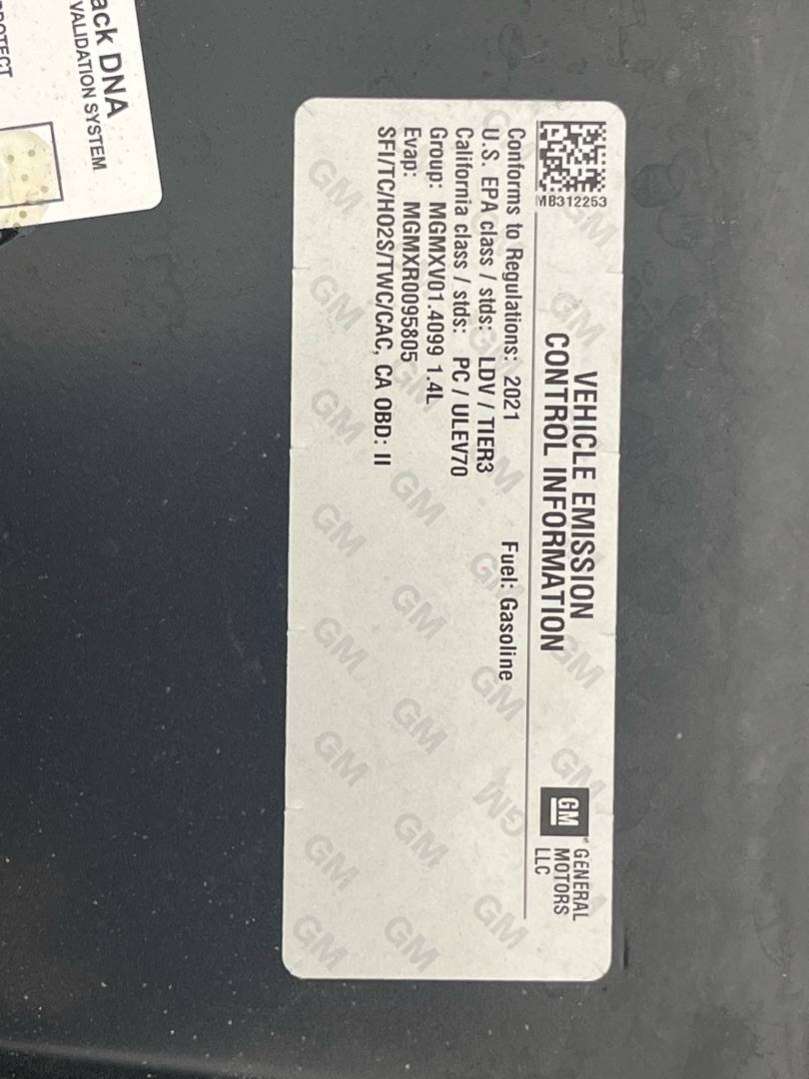 ack DNA
VALIDATION SYSTEM
ROTECT
MB312253
VEHICLE EMISSION
CONTROL INFORMATION
GM
GENERAL
MOTORS
LLC
Conforms to Regulations: 2021 Fuel: Gasoline
U.S. EPA class / stds: LDV / TIER3
California class / stds: PC / ULEV70
Group: MGMXV01.4099 1.4L
Evap: MGMXR0095805
SFI/TC/HO2S/TWC/CAC, CA OBD: II